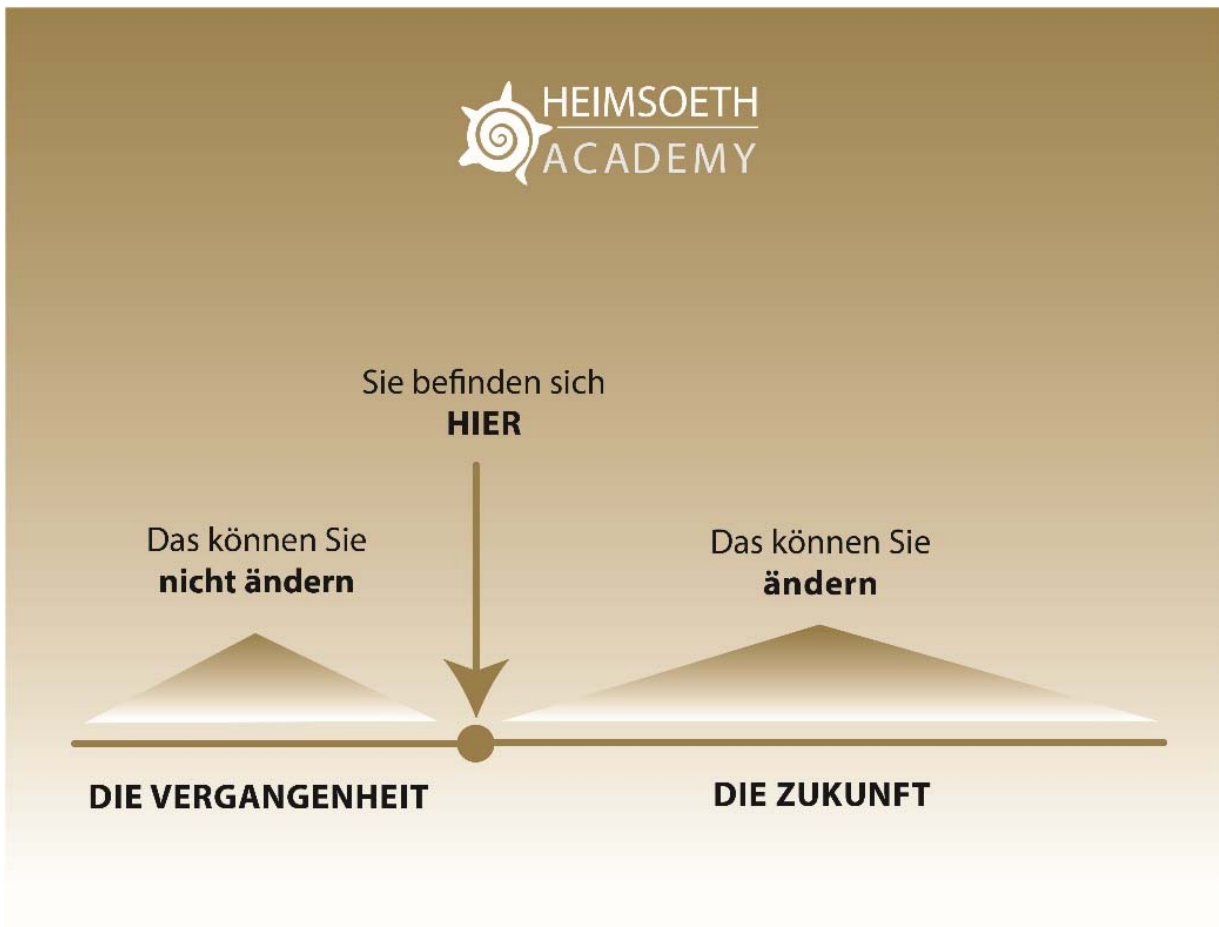 HEIMSOETH
ACADEMY
Sie befinden sich
HIER
Das können Sie
nicht ändern
Das können Sie
ändern
DIE VERGANGENHEIT
DIE ZUKUNFT